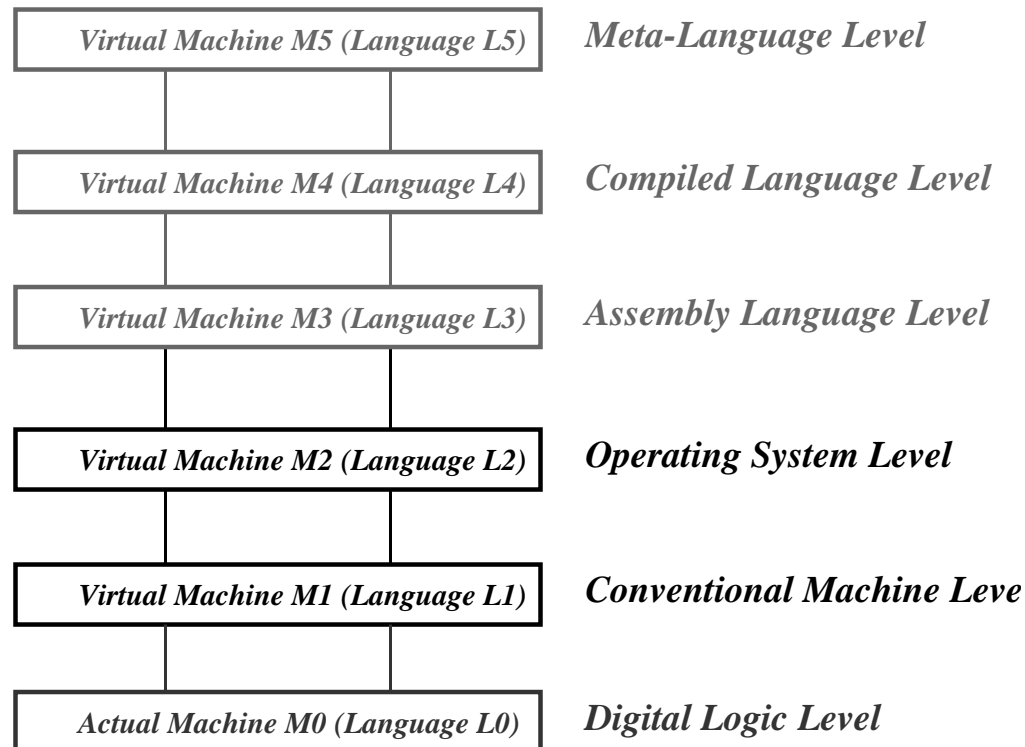 Virtual Machine M5 (Language L5) Meta-Language Level
Virtual Machine M4 (Language L4) Compiled Language Level
Virtual Machine M3 (Language L3) Assembly Language Level
Virtual Machine M2 (Language L2) Operating System Level
Virtual Machine M1 (Language L1) Conventional Machine Leve
Actual Machine M0 (Language L0) Digital Logic Level